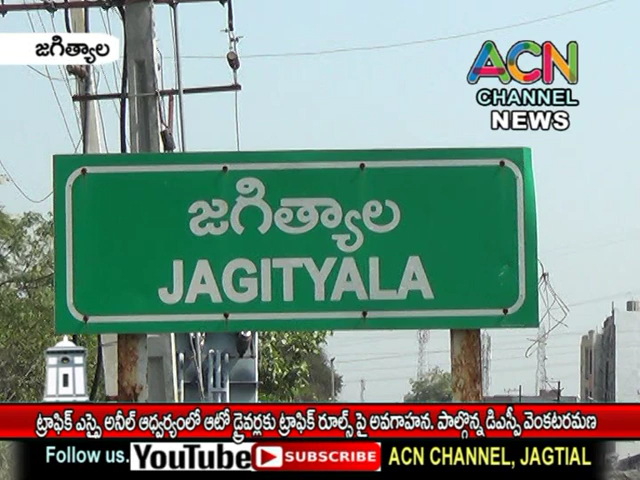 జగిత్యాల
ACN
CHANNEL
NEWS
జగిత్యాల
JAGITYALA
ట్రాఫిక్ ఎస్సై అనిల్ ఆధ్వర్యంలో ఆటో డ్రైవర్లకు ట్రాఫిక్ రూల్స్ పై అవగాహన. పాల్గొన్న డిఎస్పీ వెంకటరమణ
Follow us. YouTube SUBSCRIBE ACN CHANNEL, JAGTIAL